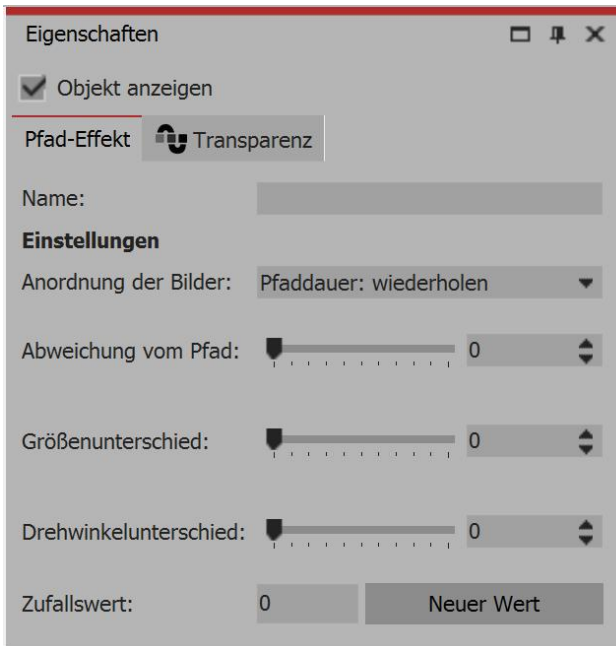 Eigenschaften
Objekt anzeigen
Pfad-Effekt Transparenz
Name:
Einstellungen
Anordnung der Bilder: Pfaddauer: wiederholen
Abweichung vom Pfad: 0
Größenunterschied: 0
Drehwinkelunterschied: 0
Zufallswert: 0 Neuer Wert